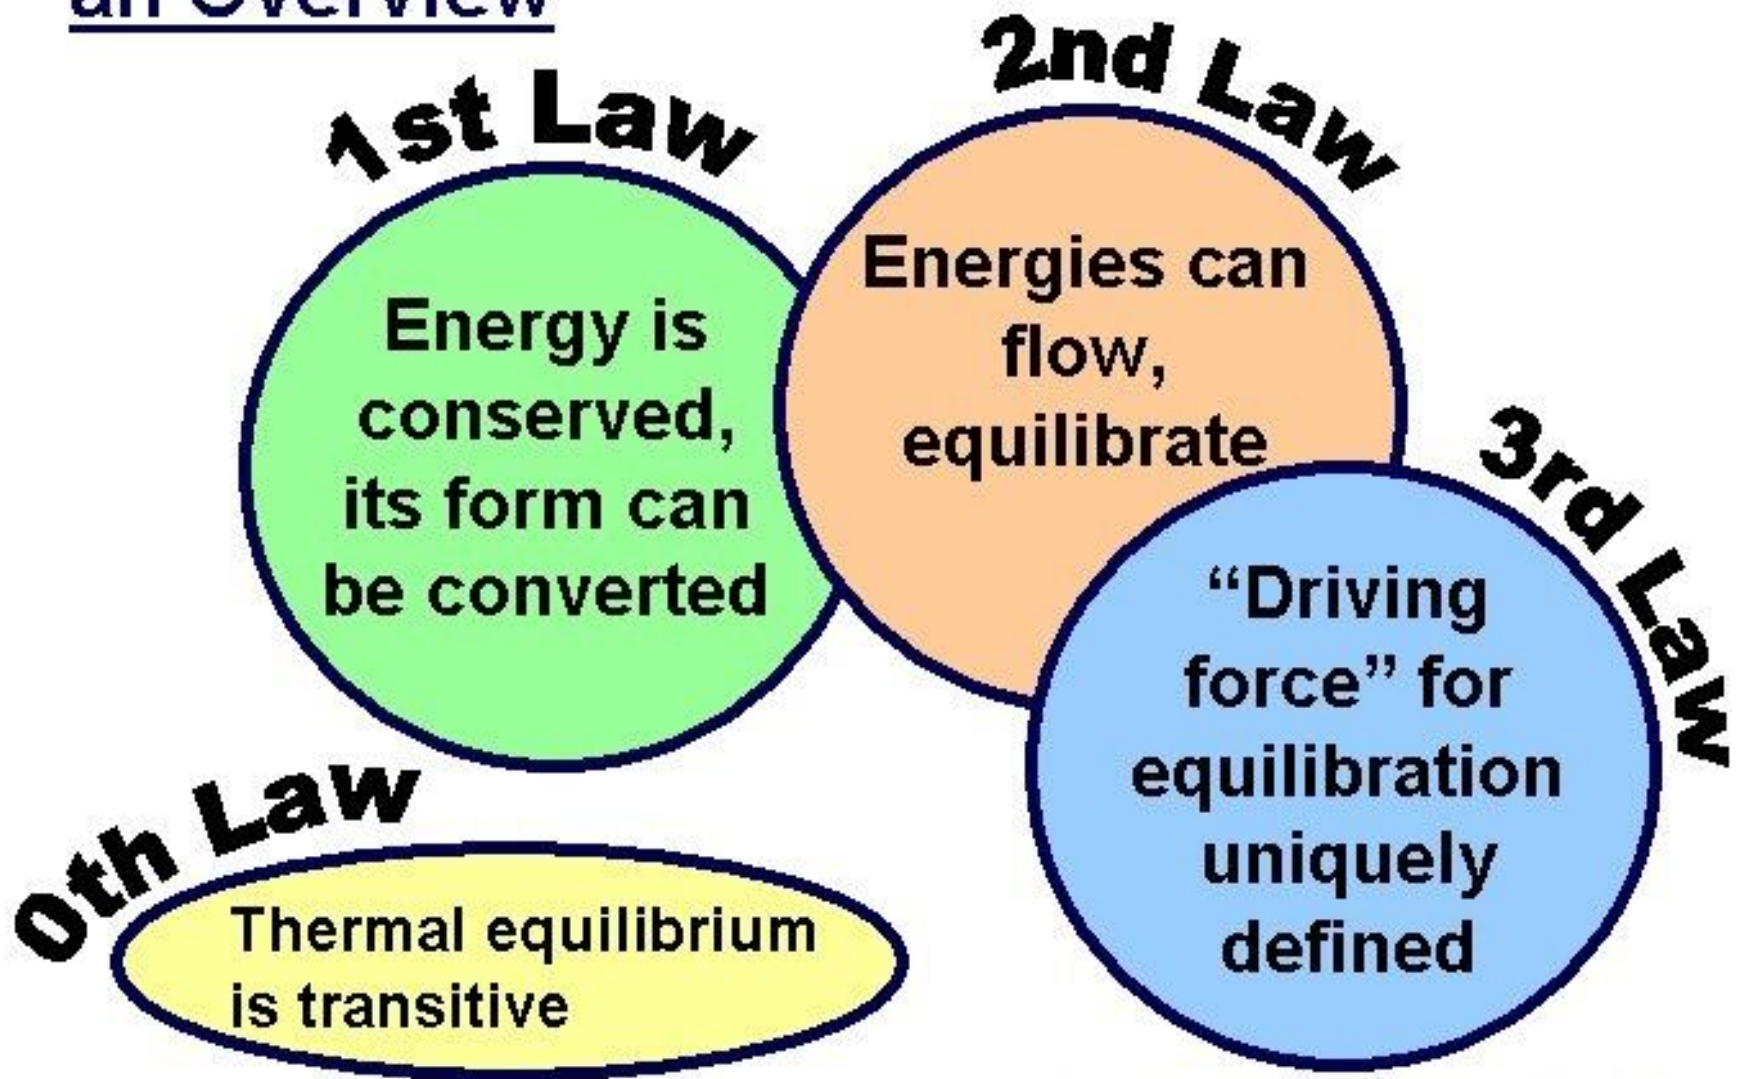 an Overview
1st Law
Energy is
conserved,
its form can
be converted
2nd Law
Energies can
flow,
equilibrate
3rd Law
“Driving
force” for
equilibration
uniquely
defined
0th Law
Thermal equilibrium
is transitive